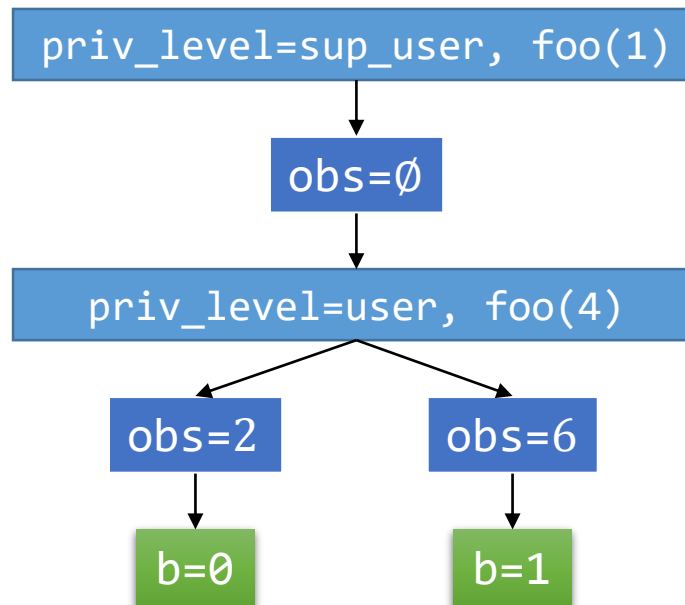 priv_level=sup_user, foo(1)
obs=∅
priv_level=user, foo(4)
obs=2
obs=6
b=0
b=1